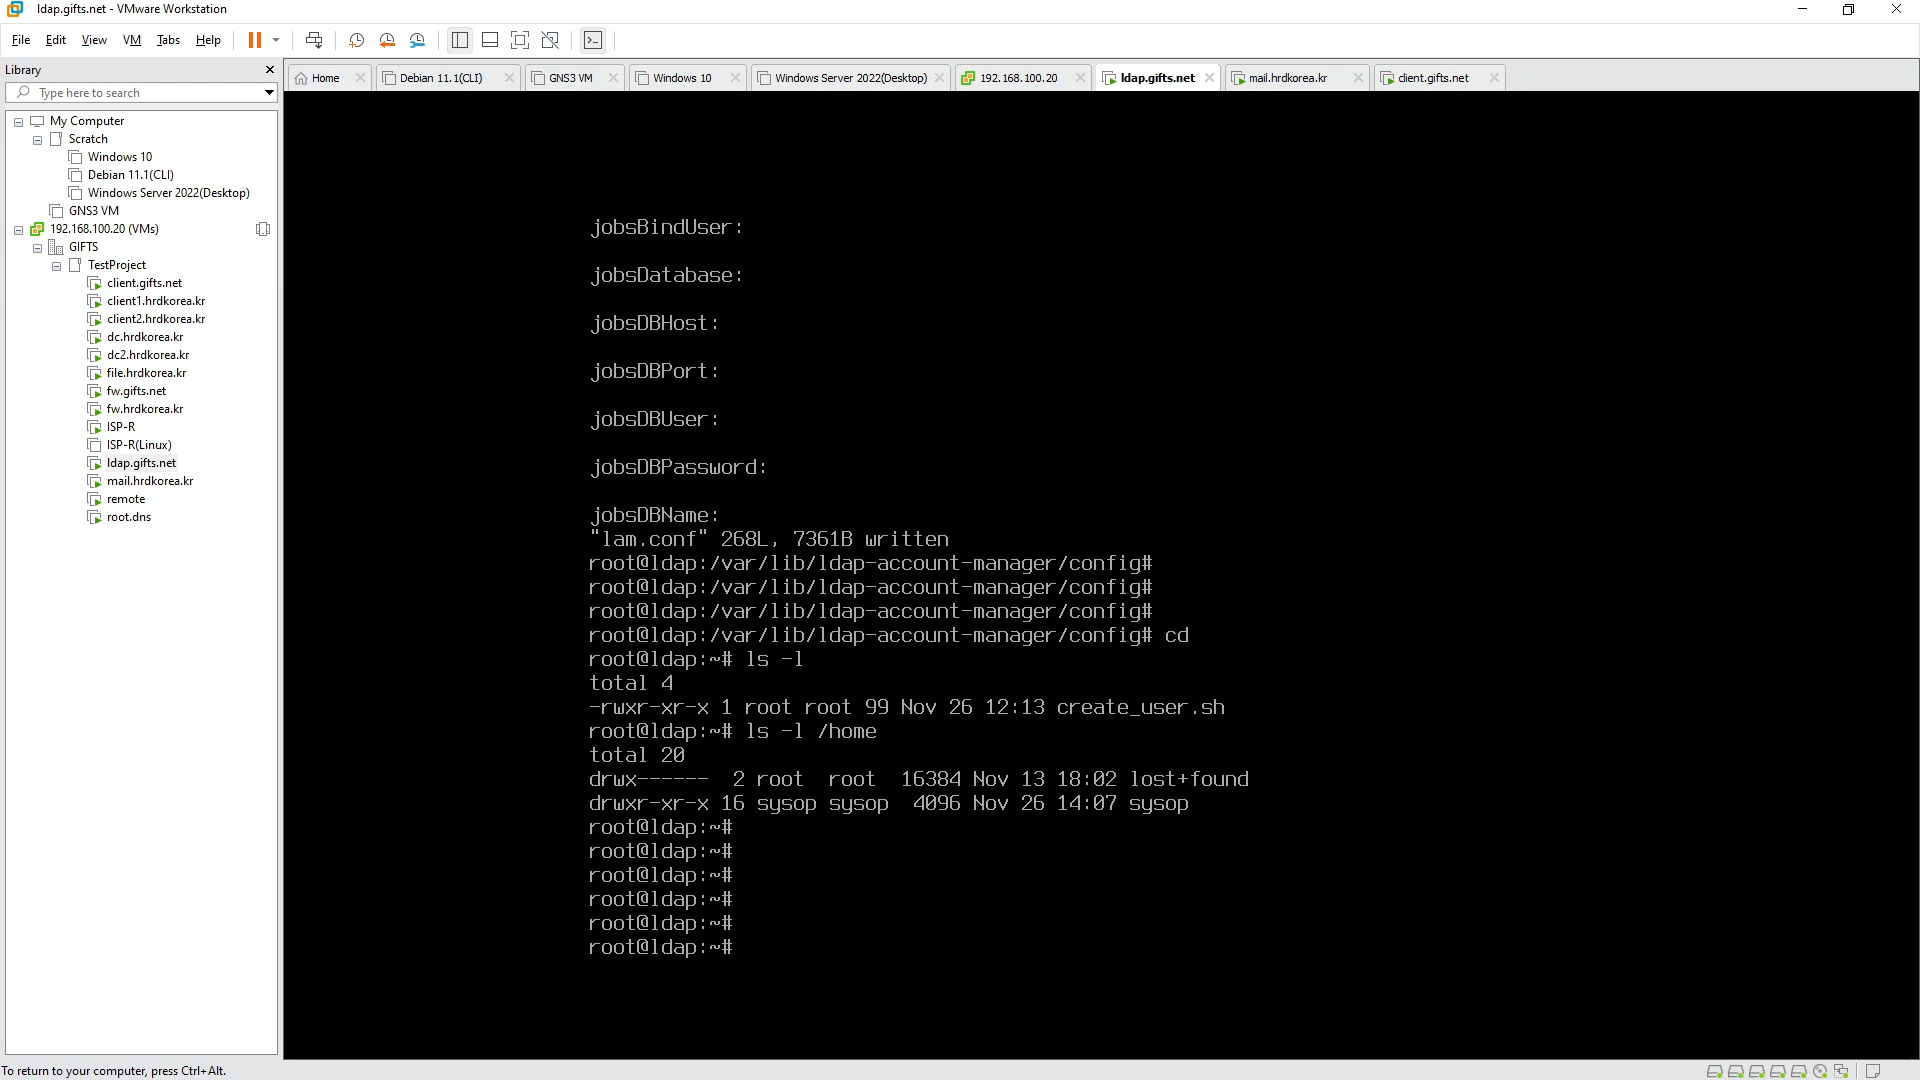 ldap.gifts.net - VMware Workstation
File Edit View VM Tabs Help
Library
Type here to search
Home
Debian 11.1(CLI)
GNS3 VM
Windows 10
Windows Server 2022(Desktop)
192.168.100.20
ldap.gifts.net
mail.hrdkorea.kr
client.gifts.net
My Computer
Scratch
Windows 10
Debian 11.1(CLI)
Windows Server 2022(Desktop)
GNS3 VM
192.168.100.20 (VMs)
GIFTS
TestProject
client.gifts.net
client1.hrdkorea.kr
client2.hrdkorea.kr
dc.hrdkorea.kr
dc2.hrdkorea.kr
file.hrdkorea.kr
fw.gifts.net
fw.hrdkorea.kr
ISP-R
ISP-R(Linux)
ldap.gifts.net
mail.hrdkorea.kr
remote
root.dns
jobsBindUser:
jobsDatabase:
jobsDBHost:
jobsDBPort:
jobsDBUser:
jobsDBPassword:
jobsDBName:
"lam.conf" 268L, 7361B written
root@ldap:/var/lib/ldap-account-manager/config#
root@ldap:/var/lib/ldap-account-manager/config#
root@ldap:/var/lib/ldap-account-manager/config#
root@ldap:/var/lib/ldap-account-manager/config# cd
root@ldap:~# ls -l
total 4
-rwxr-xr-x 1 root root 99 Nov 26 12:13 create_user.sh
root@ldap:~# ls -l /home
total 20
drwx------  2 root  root  16384 Nov 13 18:02 lost+found
drwxr-xr-x 16 sysop sysop  4096 Nov 26 14:07 sysop
root@ldap:~#
root@ldap:~#
root@ldap:~#
root@ldap:~#
root@ldap:~#
root@ldap:~#
To return to your computer, press Ctrl+Alt.